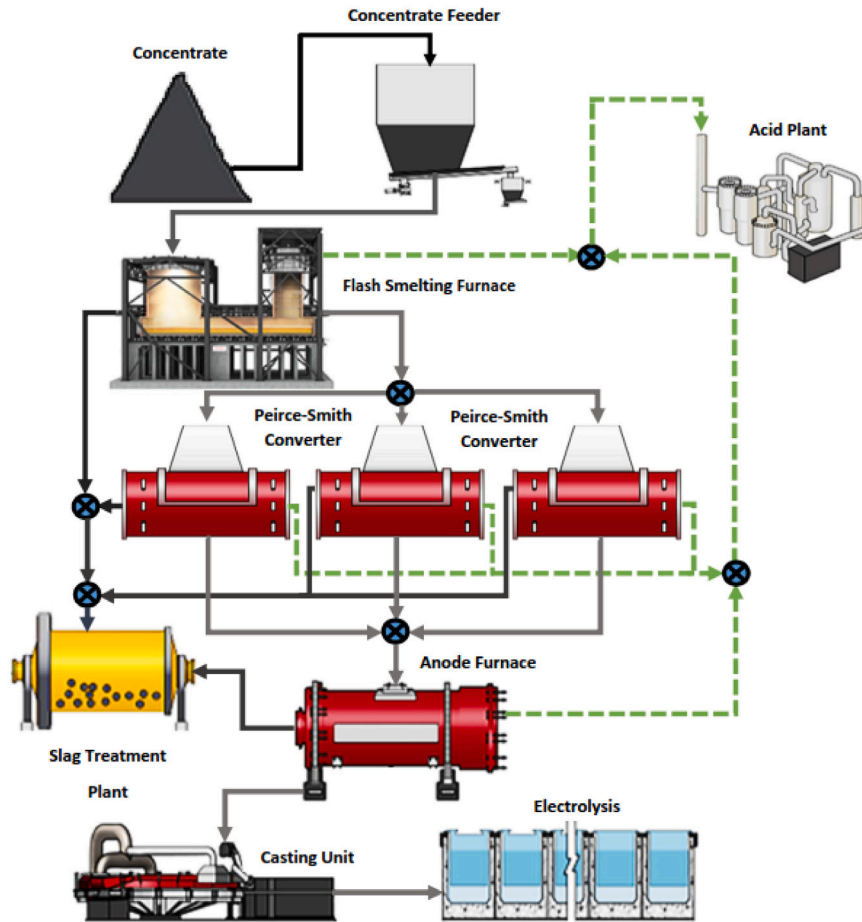 Concentrate Feeder
Concentrate
Acid Plant
Flash Smelting Furnace
Peirce-Smith
Converter
Peirce-Smith
Converter
Anode Furnace
Slag Treatment
Plant
Electrolysis
Casting Unit